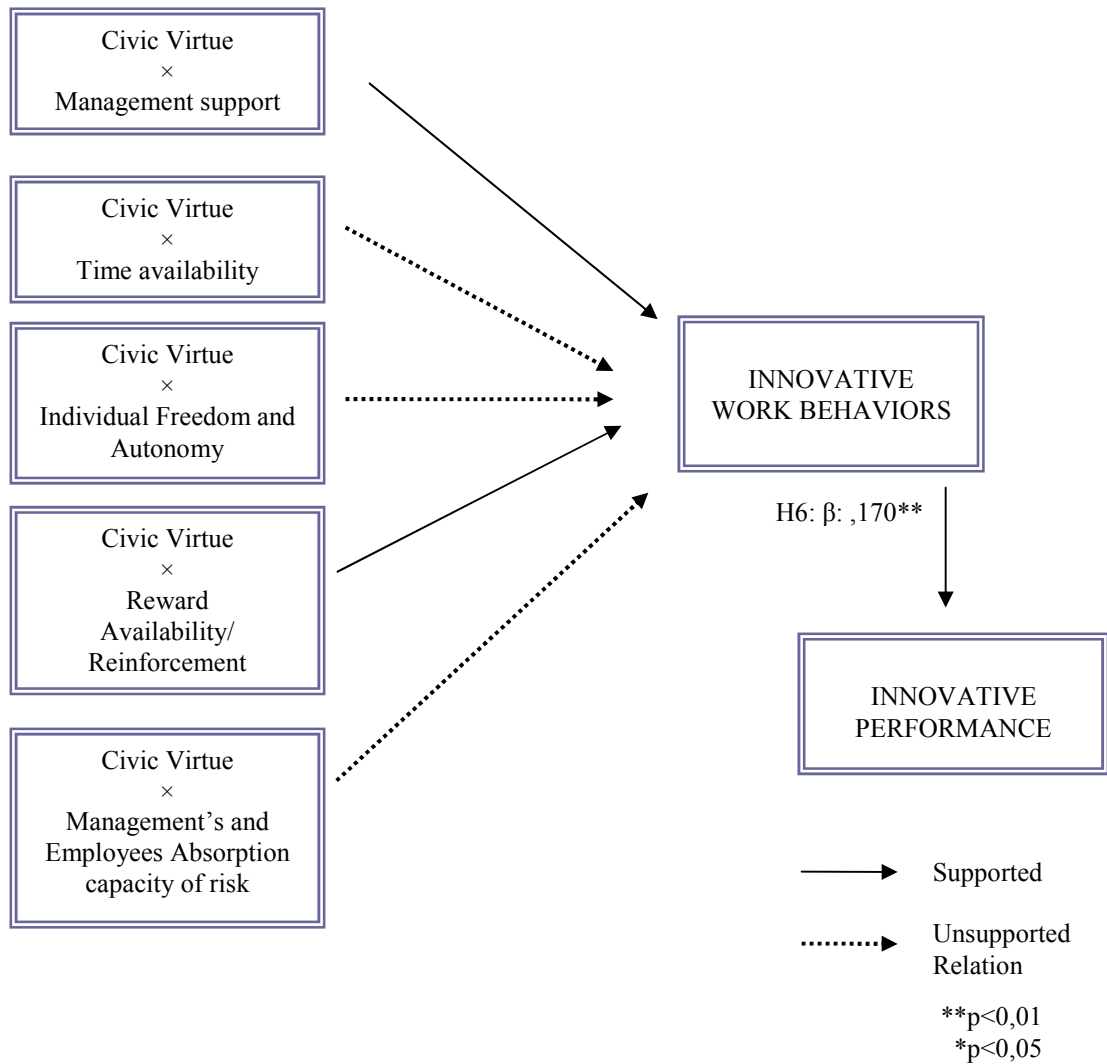 Civic Virtue
×
Management support
Civic Virtue
×
Time availability
Civic Virtue
×
Individual Freedom and
Autonomy
Civic Virtue
×
Reward
Availability/
Reinforcement
Civic Virtue
×
Management’s and
Employees Absorption
capacity of risk
INNOVATIVE
WORK BEHAVIORS
H6: β: ,170**
INNOVATIVE
PERFORMANCE
Supported
Unsupported
Relation
**p<0,01
*p<0,05